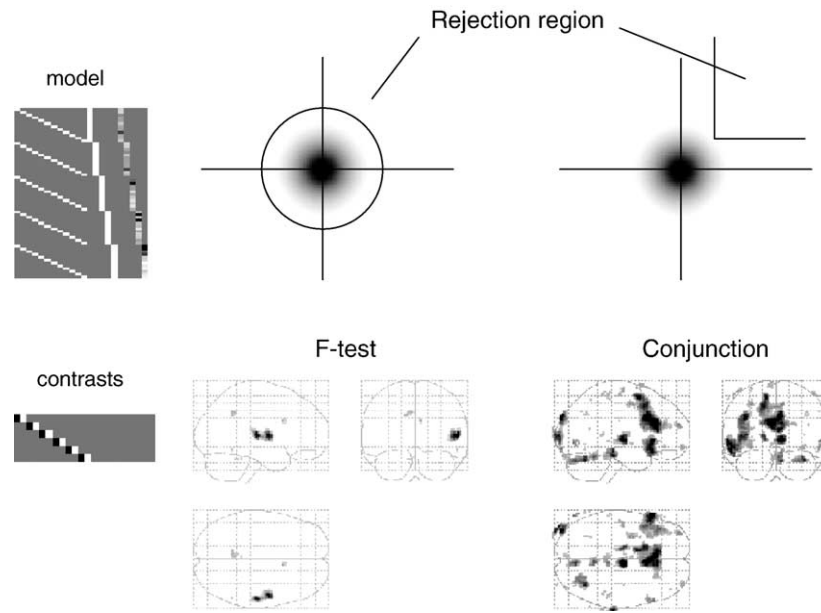 Rejection region
model
F-test
Conjunction
contrasts